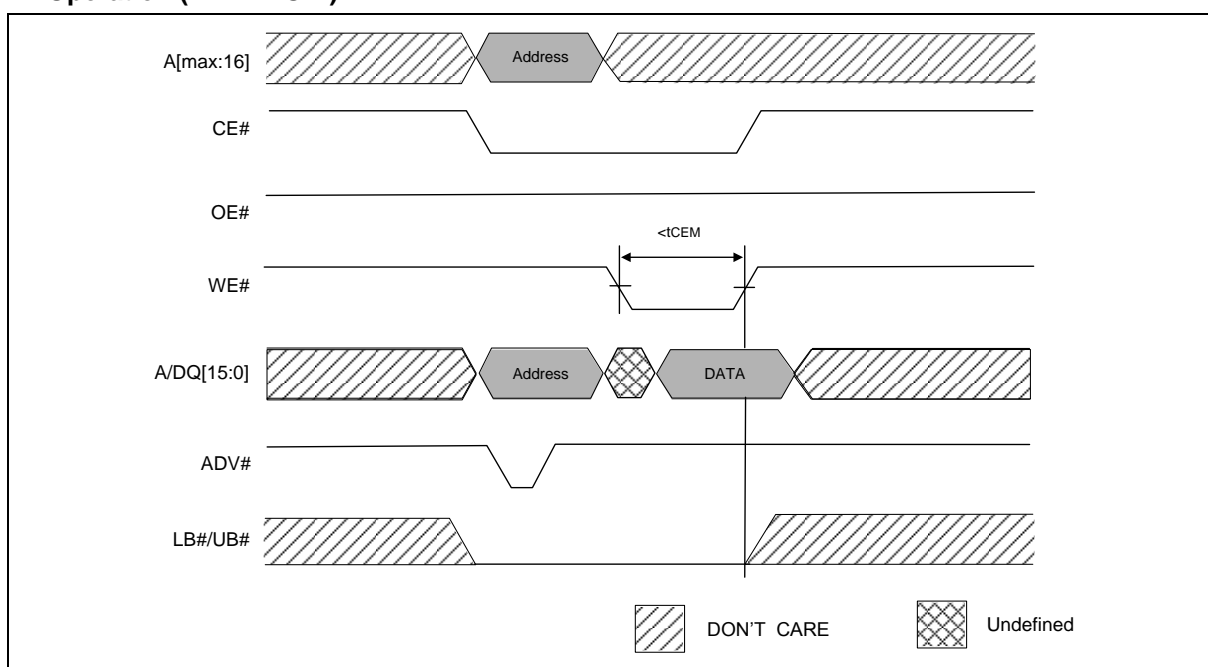 A[max:16]
Address
CE#
OE#
<tCEM
WE#
A/DQ[15:0]
Address
DATA
ADV#
LB#/UB#
DON'T CARE
Undefined